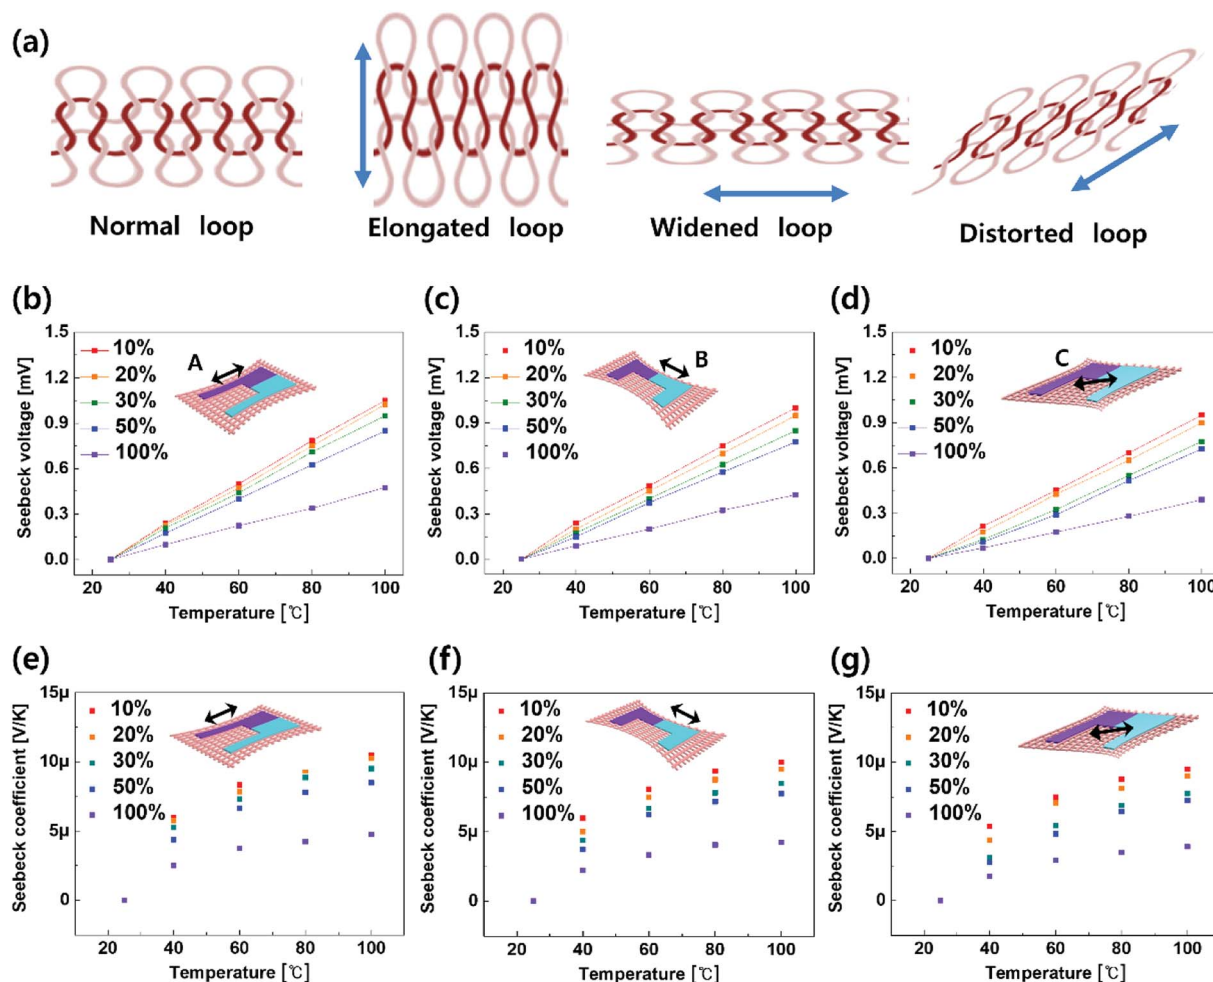 (a)
Normal loop
Elongated loop
Widened loop
Distorted loop
(b)
Seebeck voltage [mV]
1.5
1.2
0.9
0.6
0.3
0.0
10%
20%
30%
50%
100%
A
20 40 60 80 100
Temperature [℃]
(c)
Seebeck voltage [mV]
1.5
1.2
0.9
0.6
0.3
0.0
10%
20%
30%
50%
100%
B
20 40 60 80 100
Temperature [℃]
(d)
Seebeck voltage [mV]
1.5
1.2
0.9
0.6
0.3
0.0
10%
20%
30%
50%
100%
C
20 40 60 80 100
Temperature [℃]
(e)
Seebeck coefficient [V/K]
15μ
10μ
5μ
0
10%
20%
30%
50%
100%
20 40 60 80 100
Temperature [℃]
(f)
Seebeck coefficient [V/K]
15μ
10μ
5μ
0
10%
20%
30%
50%
100%
20 40 60 80 100
Temperature [℃]
(g)
Seebeck coefficient [V/K]
15μ
10μ
5μ
0
10%
20%
30%
50%
100%
20 40 60 80 100
Temperature [℃]